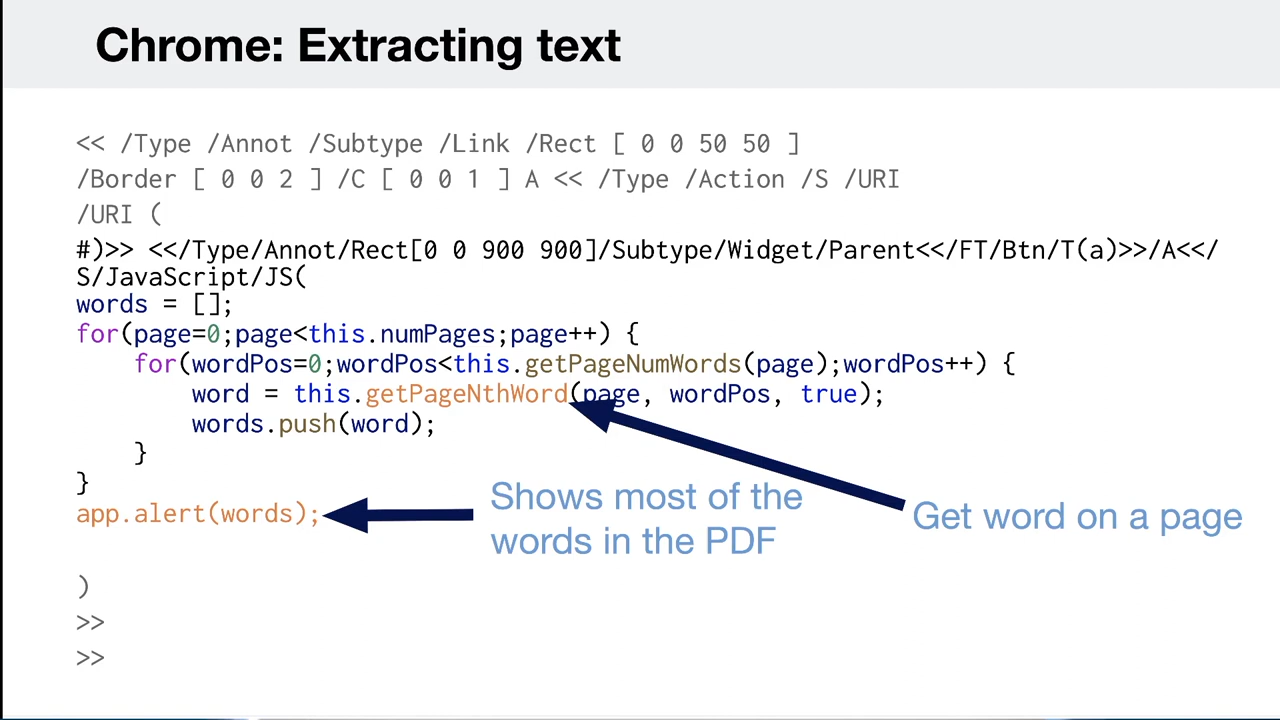 Chrome: Extracting text
<< /Type /Annot /Subtype /Link /Rect [ 0 0 50 50 ]
/Border [ 0 0 2 ] /C [ 0 0 1 ] A << /Type /Action /S /URI
/URI (
#)>> <</Type/Annot/Rect[0 0 900 900]/Subtype/Widget/Parent<</FT/Btn/T(a)>>/A<</
S/JavaScript/JS(
words = [];
for(page=0;page<this.numPages;page++) {
    for(wordPos=0;wordPos<this.getPageNumWords(page);wordPos++) {
        word = this.getPageNthWord(page, wordPos, true);
        words.push(word);
    }
}
app.alert(words);
Shows most of the
words in the PDF
Get word on a page
)
>>
>>